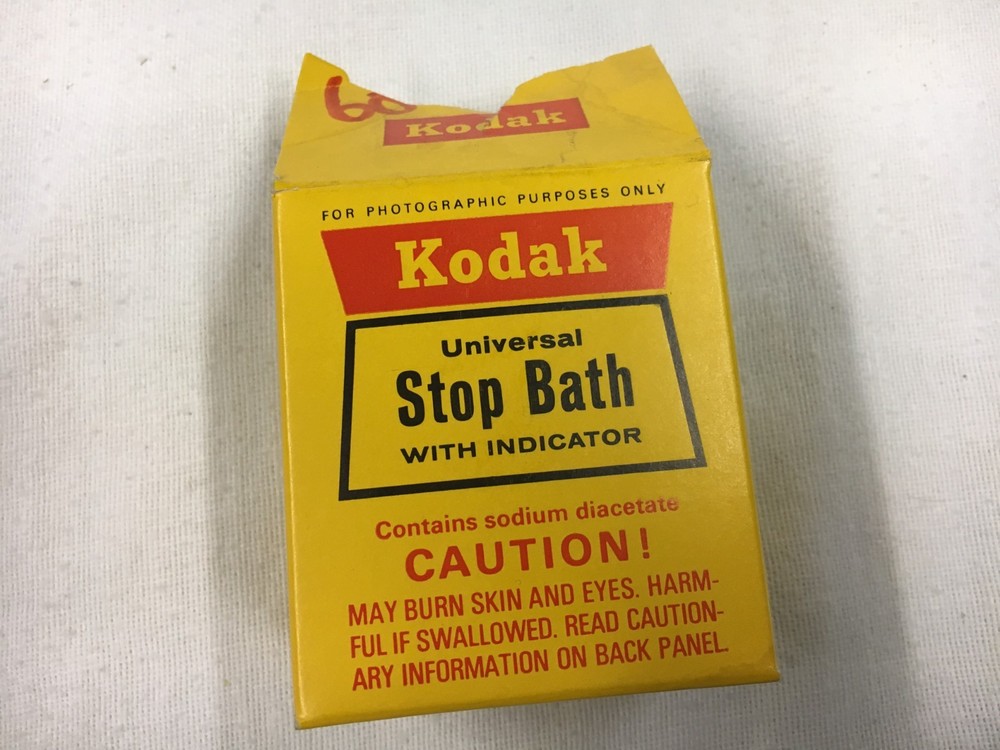 60
Kodak
FOR PHOTOGRAPHIC PURPOSES ONLY
Kodak
Universal
Stop Bath
WITH INDICATOR
Contains sodium diacetate
CAUTION!
MAY BURN SKIN AND EYES. HARM-
FUL IF SWALLOWED. READ CAUTION-
ARY INFORMATION ON BACK PANEL.